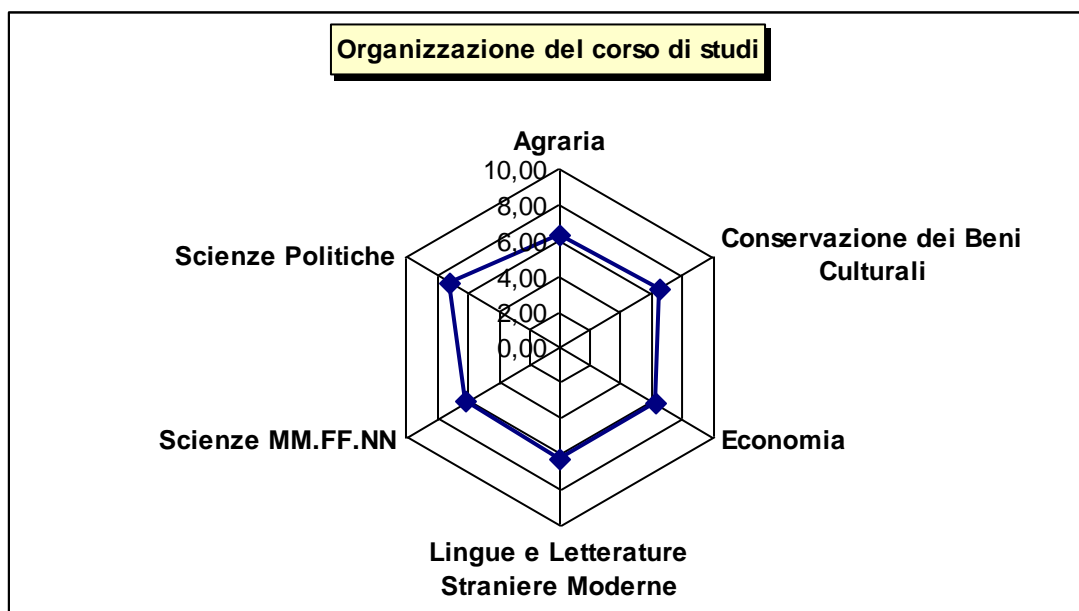 Organizzazione del corso di studi
Agraria
10,00
8,00
6,00
4,00
2,00
0,00
Conservazione dei Beni
Culturali
Economia
Lingue e Letterature
Straniere Moderne
Scienze MM.FF.NN
Scienze Politiche